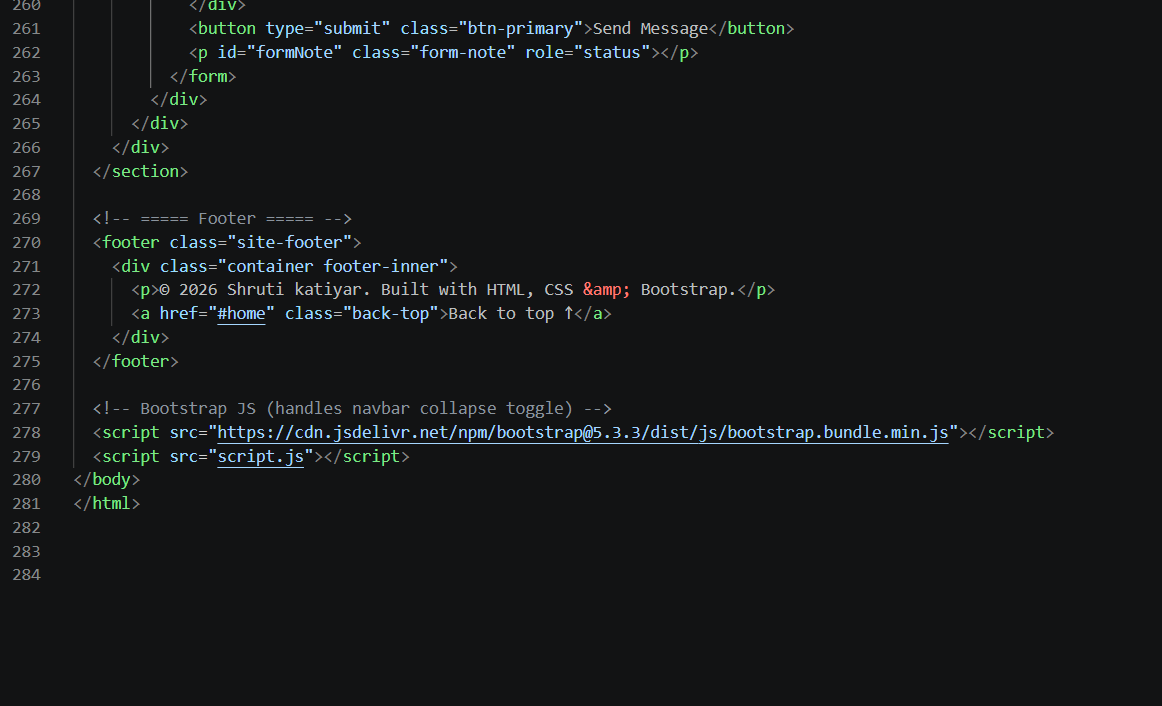 260 </div>
261 <button type="submit" class="btn-primary">Send Message</button>
262 <p id="formNote" class="form-note" role="status"></p>
263 </form>
264 </div>
265 </div>
266 </div>
267 </section>
268
269 <!-- ===== Footer ===== -->
270 <footer class="site-footer">
271 <div class="container footer-inner">
272 <p>© 2026 Shruti katiyar. Built with HTML, CSS &amp; Bootstrap.</p>
273 <a href="#home" class="back-top">Back to top ↑</a>
274 </div>
275 </footer>
276
277 <!-- Bootstrap JS (handles navbar collapse toggle) -->
278 <script src="https://cdn.jsdelivr.net/npm/bootstrap@5.3.3/dist/js/bootstrap.bundle.min.js"></script>
279 <script src="script.js"></script>
280 </body>
281 </html>
282
283
284